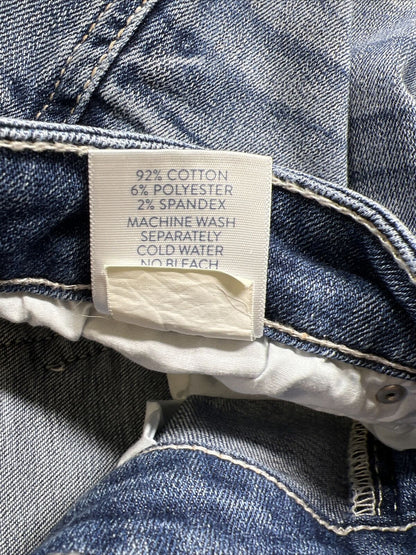 92% COTTON
6% POLYESTER
2% SPANDEX
MACHINE WASH
SEPARATELY
COLD WATER
NO BLEACH